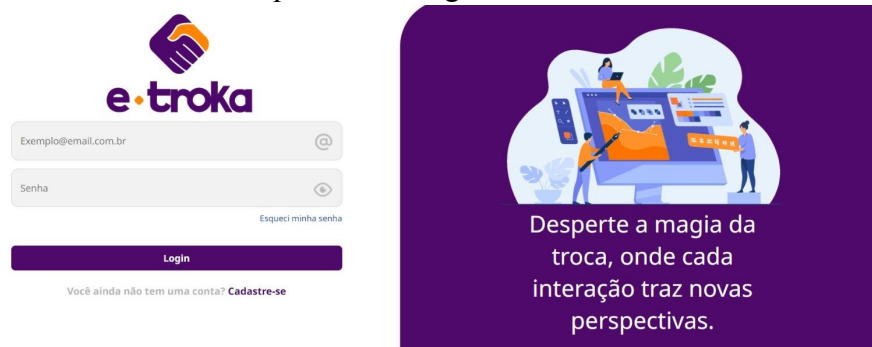 e·troka
Exemplo@email.com.br
@
Senha
Esqueci minha senha
Login
Você ainda não tem uma conta? Cadastre-se
Desperte a magia da
troca, onde cada
interação traz novas
perspectivas.